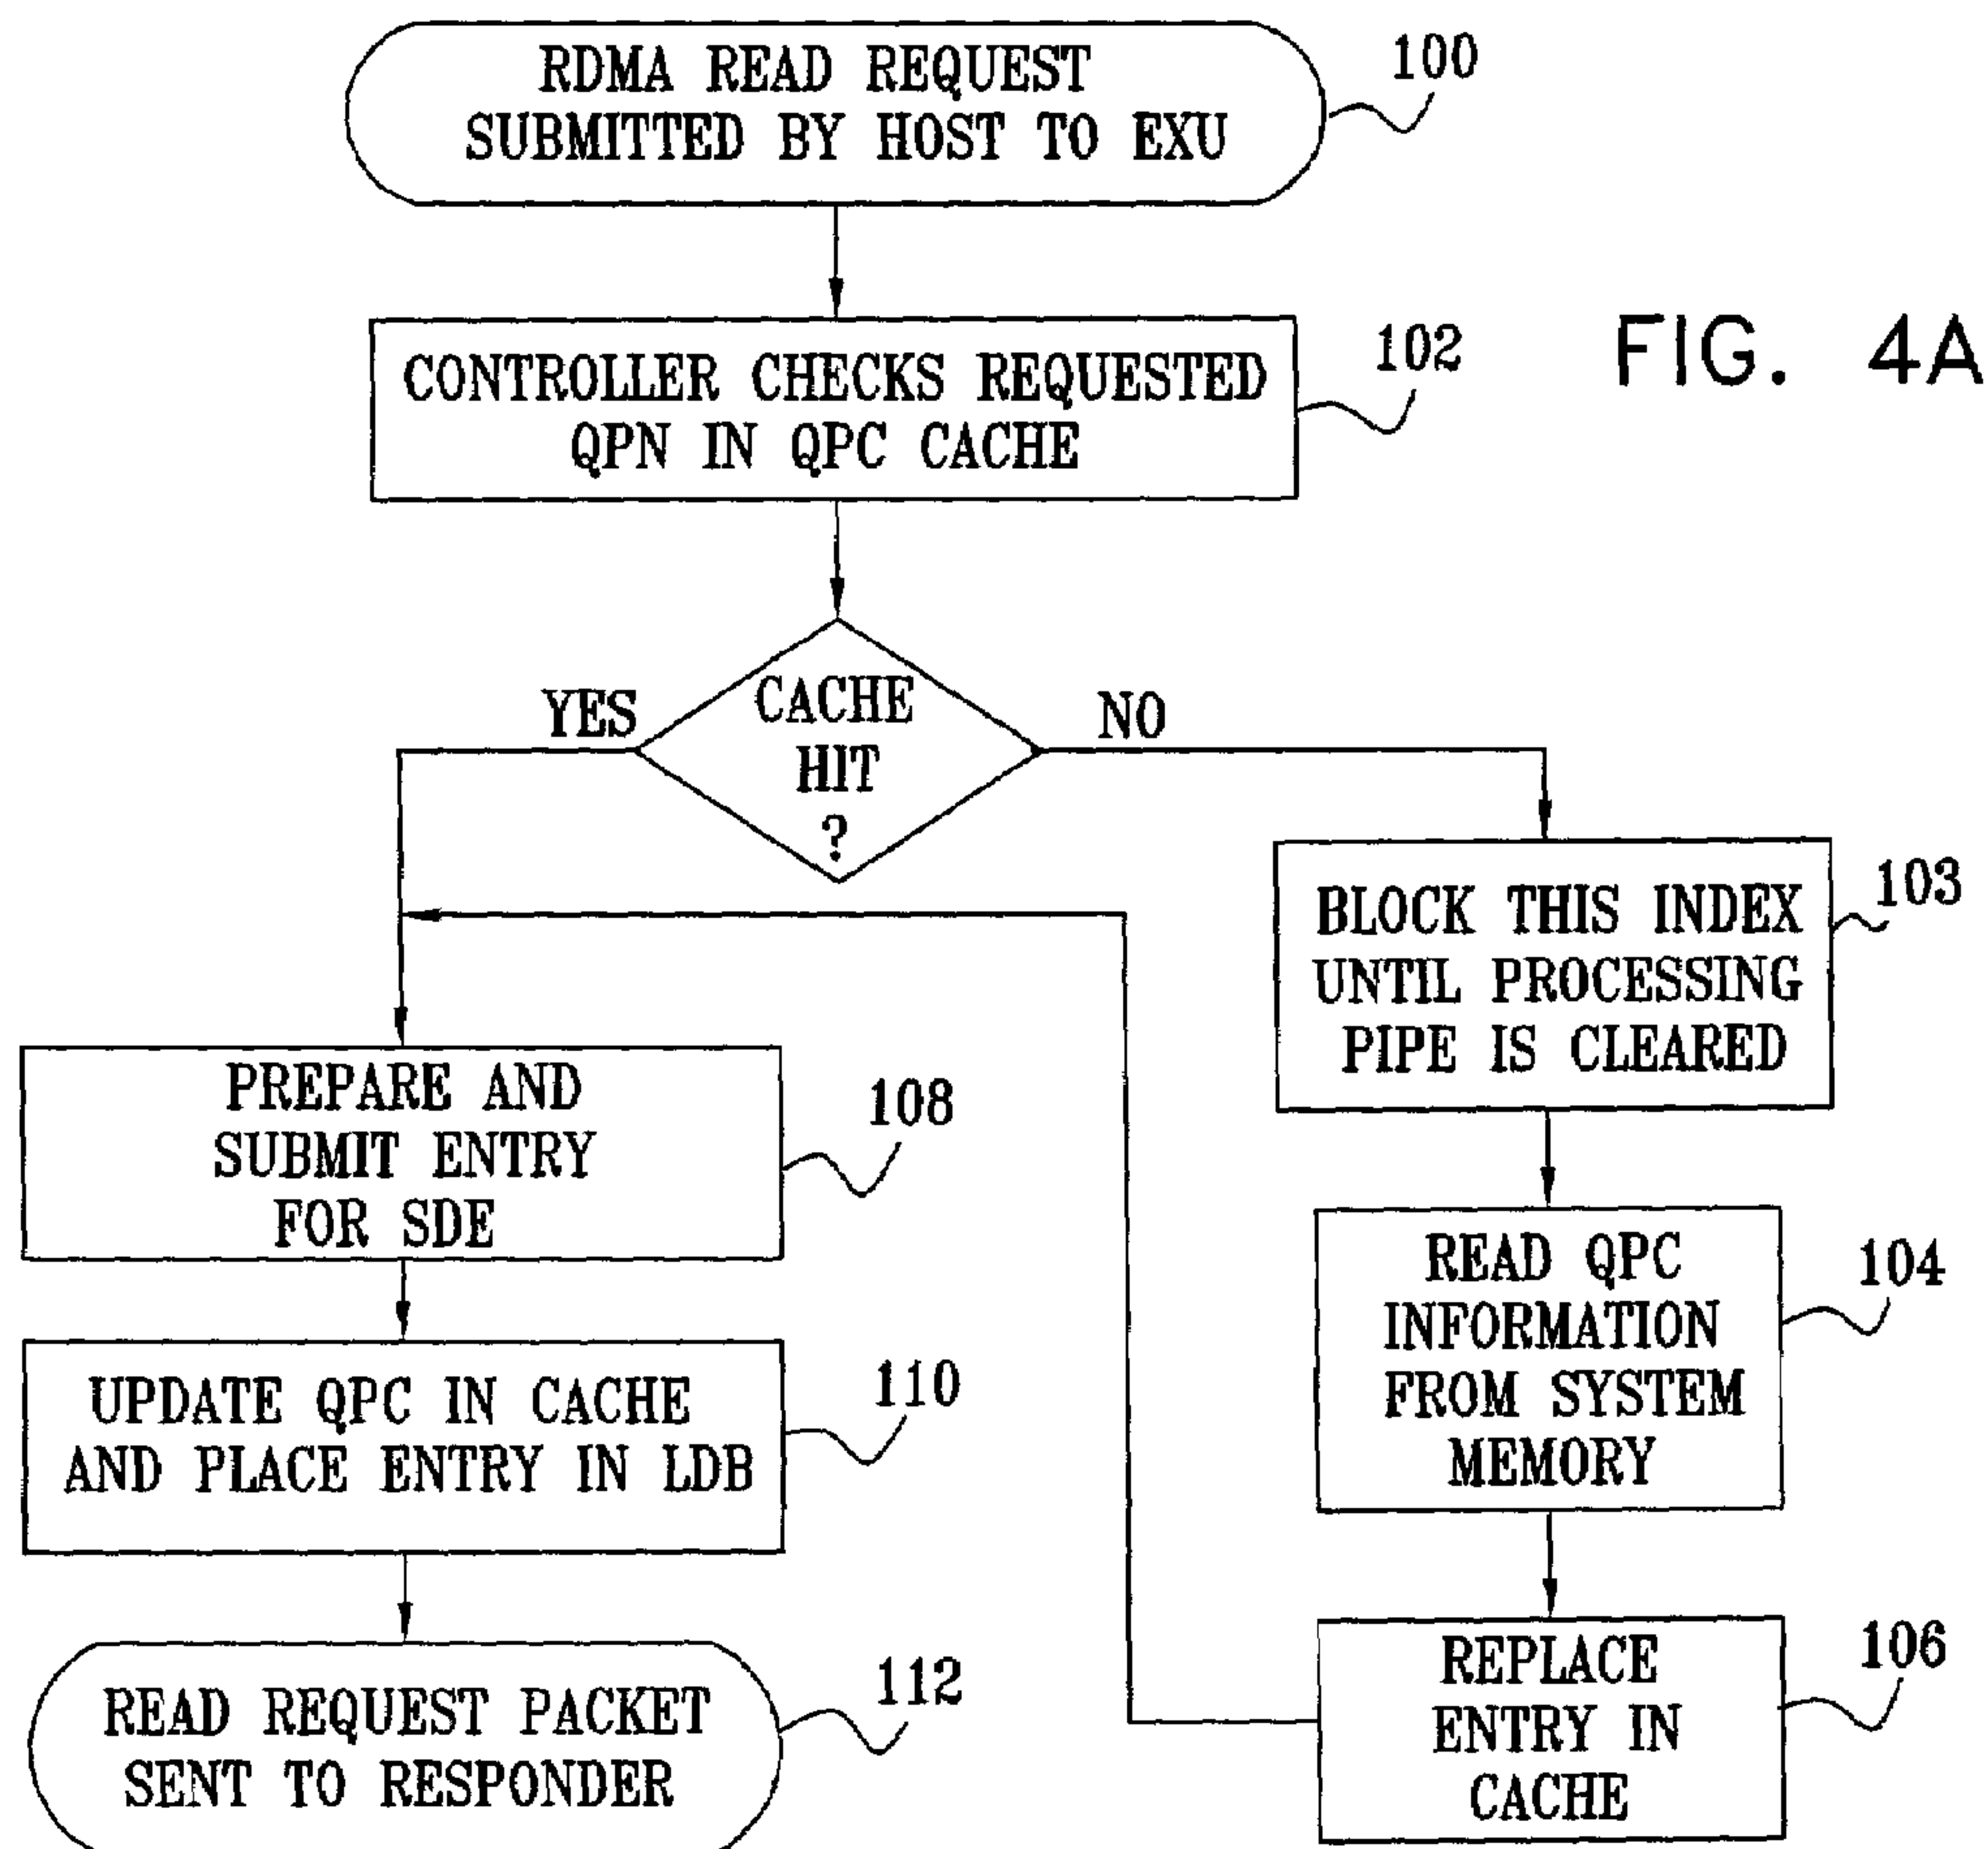 RDMA READ REQUEST
SUBMITTED BY HOST TO EXU
100
CONTROLLER CHECKS REQUESTED
QPN IN QPC CACHE
102
FIG. 4A
CACHE
HIT
?
YES
NO
BLOCK THIS INDEX
UNTIL PROCESSING
PIPE IS CLEARED
103
PREPARE AND
SUBMIT ENTRY
FOR SDE
108
READ QPC
INFORMATION
FROM SYSTEM
MEMORY
104
UPDATE QPC IN CACHE
AND PLACE ENTRY IN LDB
110
REPLACE
ENTRY IN
CACHE
106
READ REQUEST PACKET
SENT TO RESPONDER
112